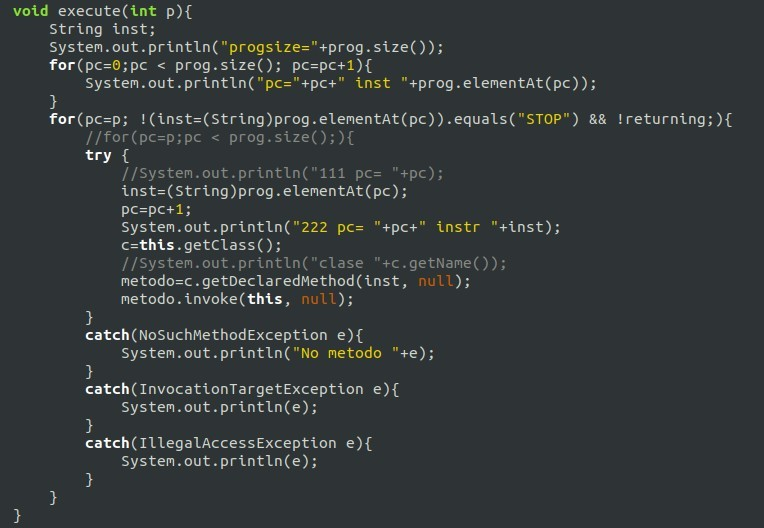 void execute(int p){
    String inst;
    System.out.println("progsize="+prog.size());
    for(pc=0;pc < prog.size(); pc=pc+1){
        System.out.println("pc="+pc+" inst "+prog.elementAt(pc));
    }
    for(pc=p; !(inst=(String)prog.elementAt(pc)).equals("STOP") && !returning;){
        //for(pc=p;pc < prog.size();){
        try {
            //System.out.println("111 pc= "+pc);
            inst=(String)prog.elementAt(pc);
            pc=pc+1;
            System.out.println("222 pc= "+pc+" instr "+inst);
            c=this.getClass();
            //System.out.println("clase "+c.getName());
            metodo=c.getDeclaredMethod(inst, null);
            metodo.invoke(this, null);
        }
        catch(NoSuchMethodException e){
            System.out.println("No metodo "+e);
        }
        catch(InvocationTargetException e){
            System.out.println(e);
        }
        catch(IllegalAccessException e){
            System.out.println(e);
        }
    }
}